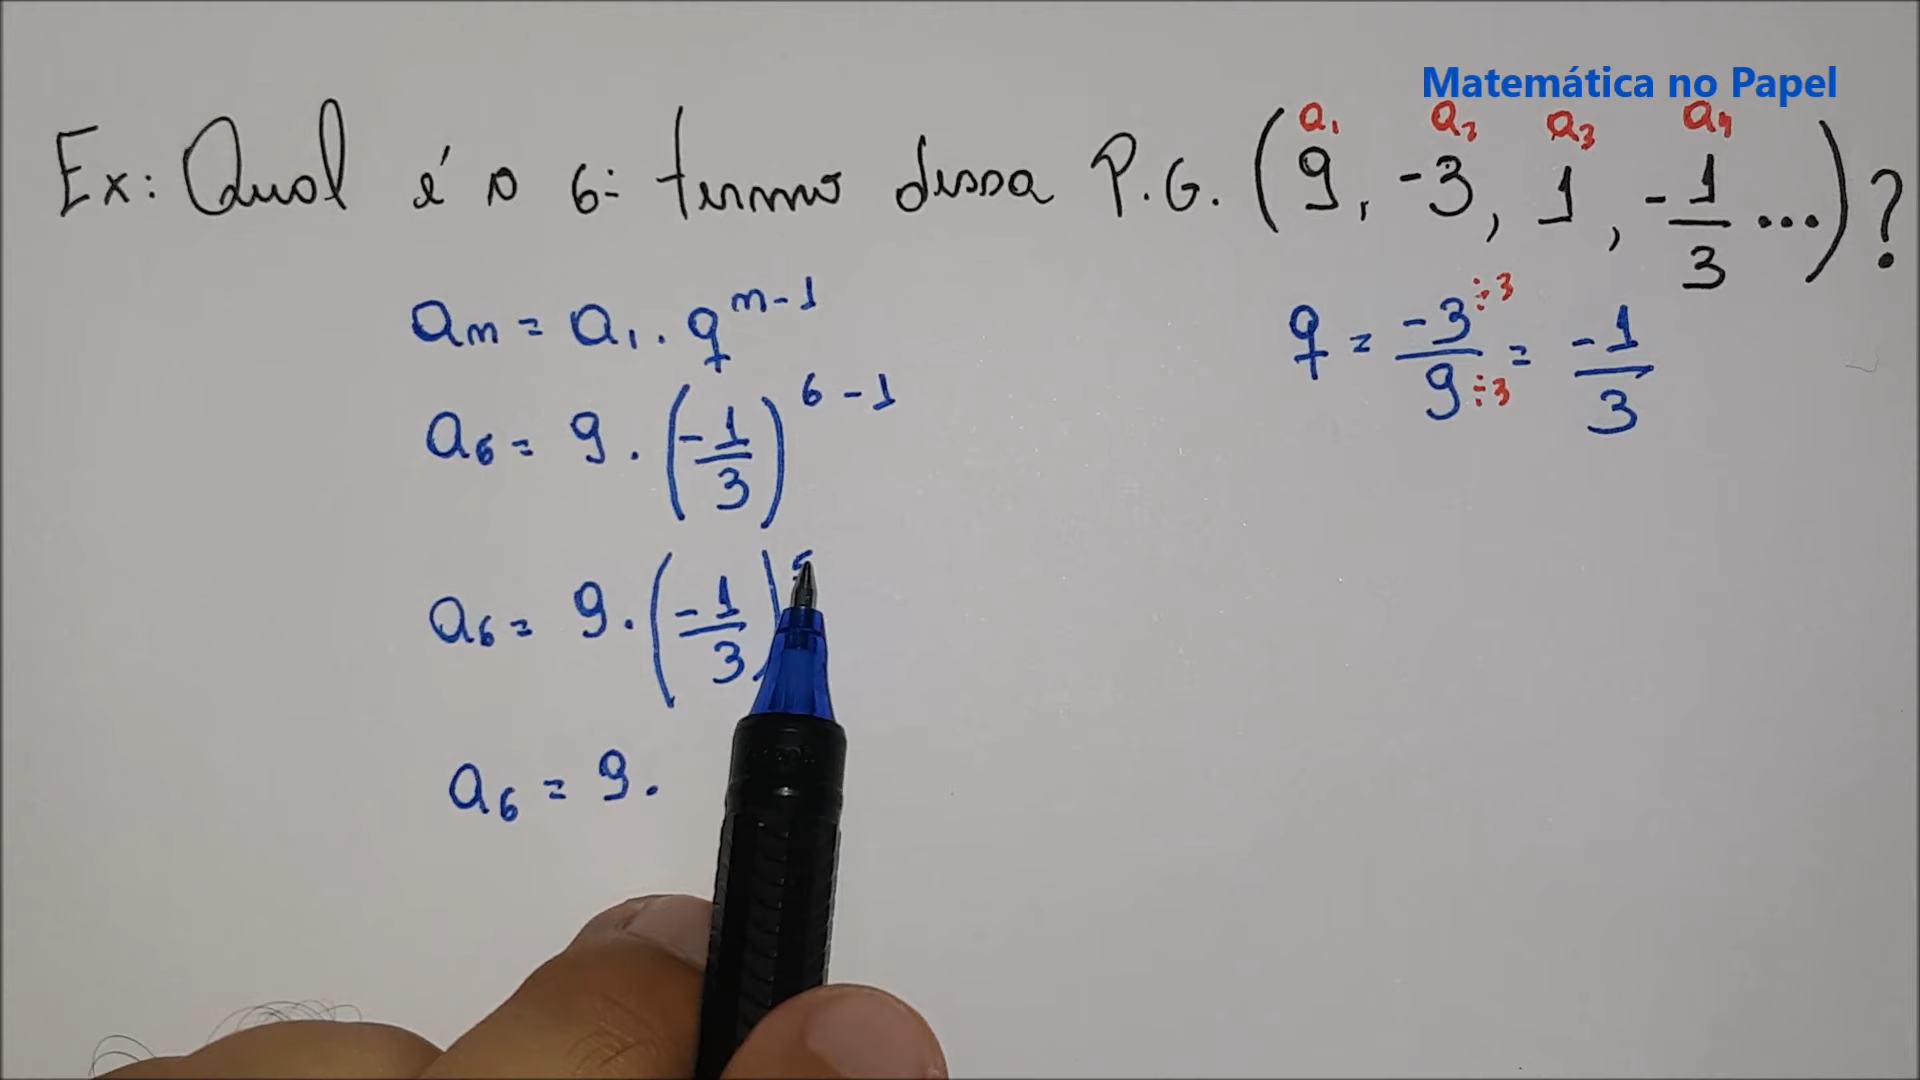 Matemática no Papel
a₁ a₂ a₃ a₄
Ex: Qual é o 6º termo dessa P.G. (9, -3, 1, -1/3 ...)?
aₙ = a₁ . q^(n-1)
q = -3/9 ÷3/÷3 = -1/3
a₆ = 9 . (-1/3)^(6-1)
a₆ = 9 . (-1/3)
a₆ = 9 .